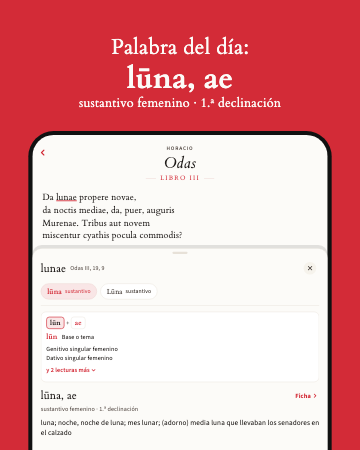 Palabra del día:
lūna, ae
sustantivo femenino · 1.ª declinación
HORACIO
Odas
LIBRO III
Da lunae propere novae,
da noctis mediae, da, puer, auguris
Murenae. Tribus aut novem
miscentur cyathis pocula commodis?
lunae Odas III, 19, 9
lūna sustantivo Lūna sustantivo
lūn + ae
lūn Base o tema
Genitivo singular femenino
Dativo singular femenino
y 2 lecturas más
lūna, ae Ficha
sustantivo femenino · 1.ª declinación
luna; noche, noche de luna; mes lunar; (adorno) media luna que llevaban los senadores en
el calzado